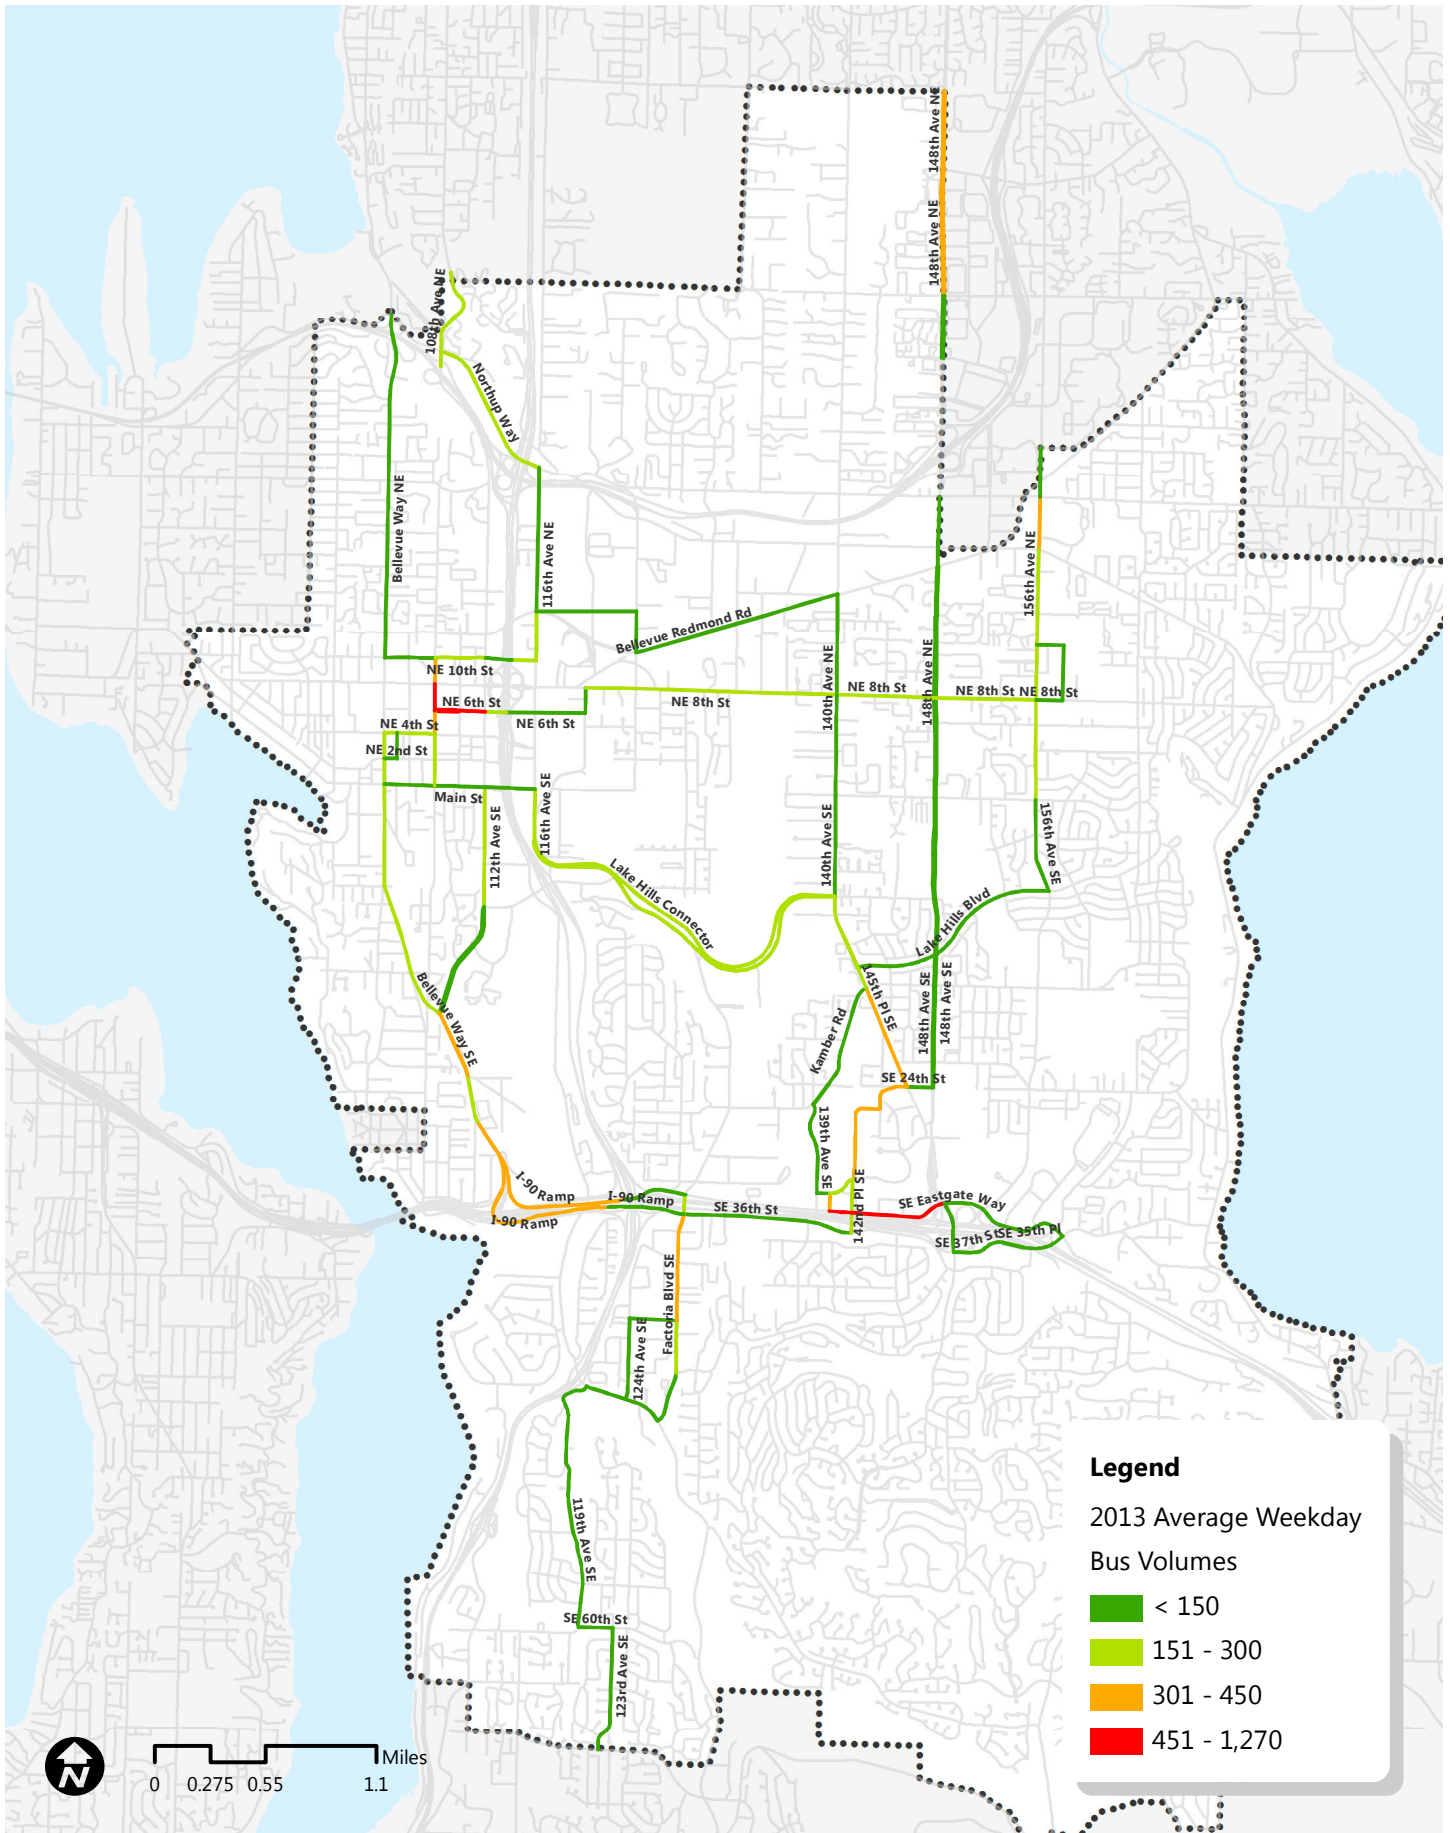 148th Ave NE
148th Ave NE
108th Ave NE
Northup Way
Bellevue Way NE
116th Ave NE
156th Ave NE
Bellevue Redmond Rd
NE 10th St
140th Ave NE
148th Ave NE
NE 8th St
NE 8th St
NE 8th St
NE 8th St
NE 6th St
NE 6th St
NE 4th St
NE 2nd St
Main St
112th Ave SE
116th Ave SE
140th Ave SE
156th Ave SE
Lake Hills Connector
Lake Hills Blvd
145th Pl SE
148th Ave SE
148th Ave SE
Bellevue Way SE
Kamber Rd
SE 24th St
139th Ave SE
142nd Pl SE
I-90 Ramp
I-90 Ramp
I-90 Ramp
SE 36th St
SE Eastgate Way
SE 37th St
SE 35th Pl
Factoria Blvd SE
124th Ave SE
119th Ave SE
SE 60th St
123rd Ave SE
Legend
2013 Average Weekday
Bus Volumes
< 150
151 - 300
301 - 450
451 - 1,270
N
Miles
0 0.275 0.55 1.1